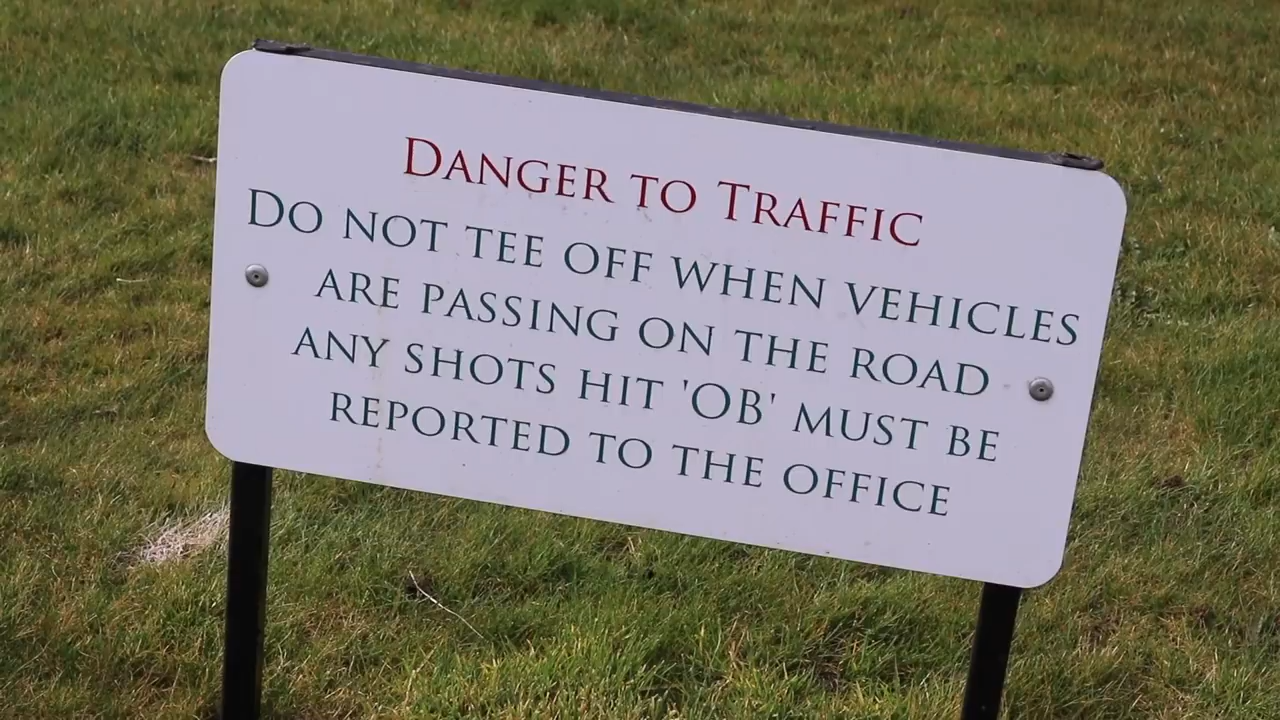 DANGER TO TRAFFIC
DO NOT TEE OFF WHEN VEHICLES
ARE PASSING ON THE ROAD
ANY SHOTS HIT 'OB' MUST BE
REPORTED TO THE OFFICE